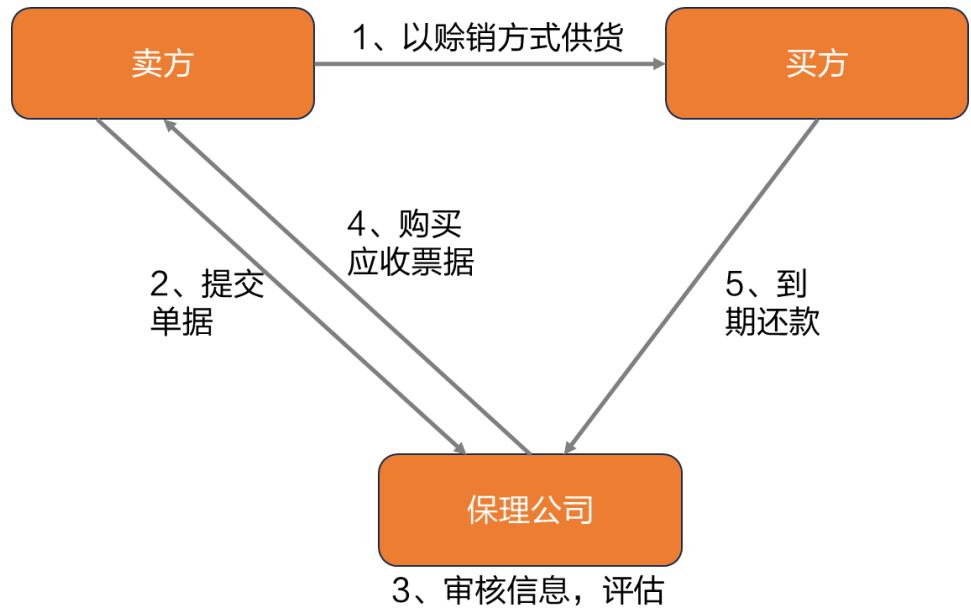 1、以赊销方式供货
卖方
买方
4、购买
应收票据
2、提交
单据
5、到
期还款
保理公司
3、审核信息，评估